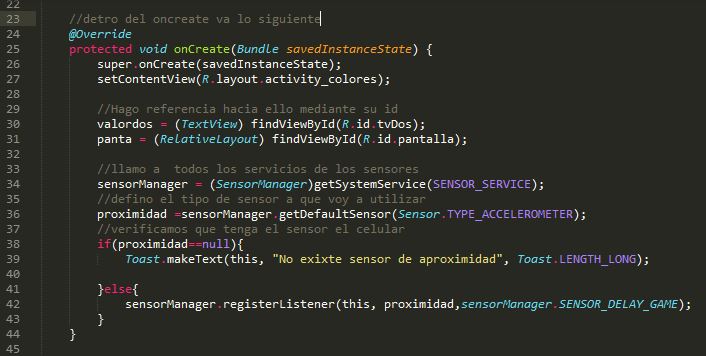 22
23 //detro del oncreate va lo siguiente
24 @Override
25 protected void onCreate(Bundle savedInstanceState) {
26 super.onCreate(savedInstanceState);
27 setContentView(R.layout.activity_colores);
28
29 //Hago referencia hacia ello mediante su id
30 valordos = (TextView) findViewById(R.id.tvDos);
31 panta = (RelativeLayout) findViewById(R.id.pantalla);
32
33 //llamo a  todos los servicios de los sensores
34 sensorManager = (SensorManager)getSystemService(SENSOR_SERVICE);
35 //defino el tipo de sensor a que voy a utilizar
36 proximidad =sensorManager.getDefaultSensor(Sensor.TYPE_ACCELEROMETER);
37 //verificamos que tenga el sensor el celular
38 if(proximidad==null){
39 Toast.makeText(this, "No exixte sensor de aproximidad", Toast.LENGTH_LONG);
40
41 }else{
42 sensorManager.registerListener(this, proximidad,sensorManager.SENSOR_DELAY_GAME);
43 }
44 }
45